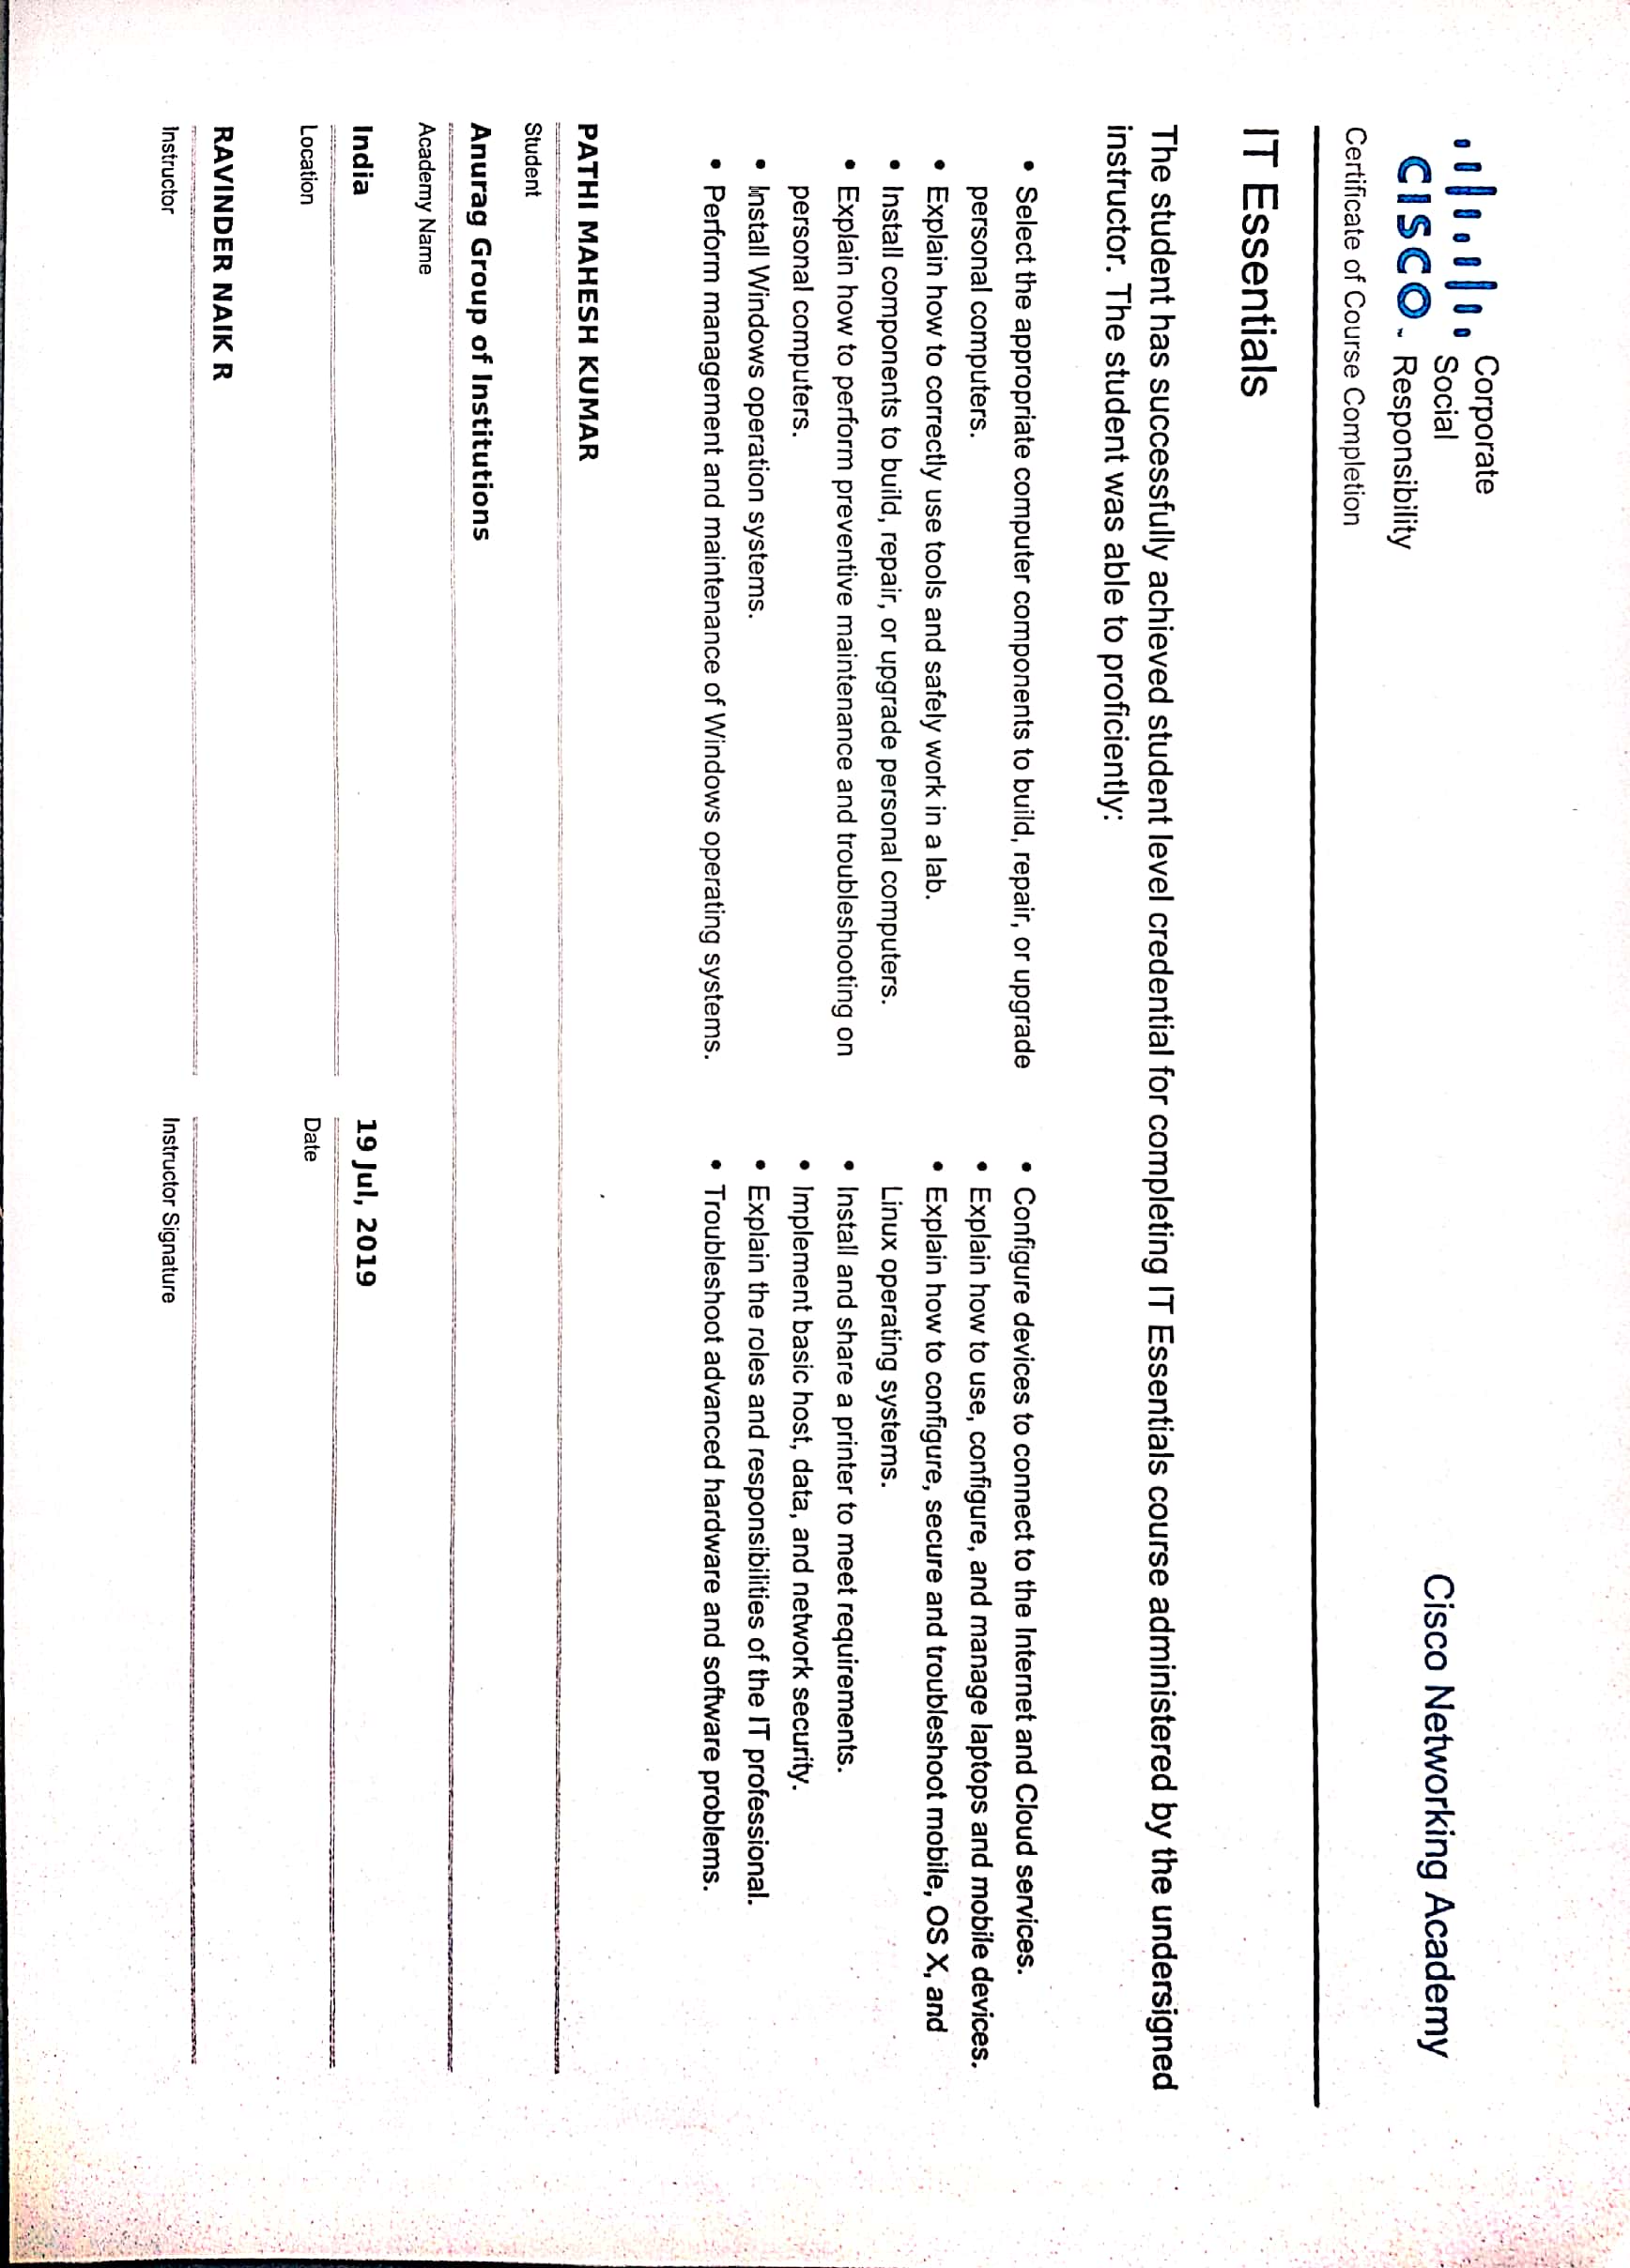 Corporate
Social
CISCO™ Responsibility
Cisco Networking Academy
Certificate of Course Completion
IT Essentials
The student has successfully achieved student level credential for completing IT Essentials course administered by the undersigned
instructor. The student was able to proficiently:
• Select the appropriate computer components to build, repair, or upgrade
personal computers.
• Explain how to correctly use tools and safely work in a lab.
• Install components to build, repair, or upgrade personal computers.
• Explain how to perform preventive maintenance and troubleshooting on
personal computers.
• Install Windows operation systems.
• Perform management and maintenance of Windows operating systems.
• Configure devices to connect to the Internet and Cloud services.
• Explain how to use, configure, and manage laptops and mobile devices.
• Explain how to configure, secure and troubleshoot mobile, OS X, and
Linux operating systems.
• Install and share a printer to meet requirements.
• Implement basic host, data, and network security.
• Explain the roles and responsibilities of the IT professional.
• Troubleshoot advanced hardware and software problems.
PATHI MAHESH KUMAR
Student
Anurag Group of Institutions
Academy Name
India
Location
19 Jul, 2019
Date
RAVINDER NAIK R
Instructor
Instructor Signature